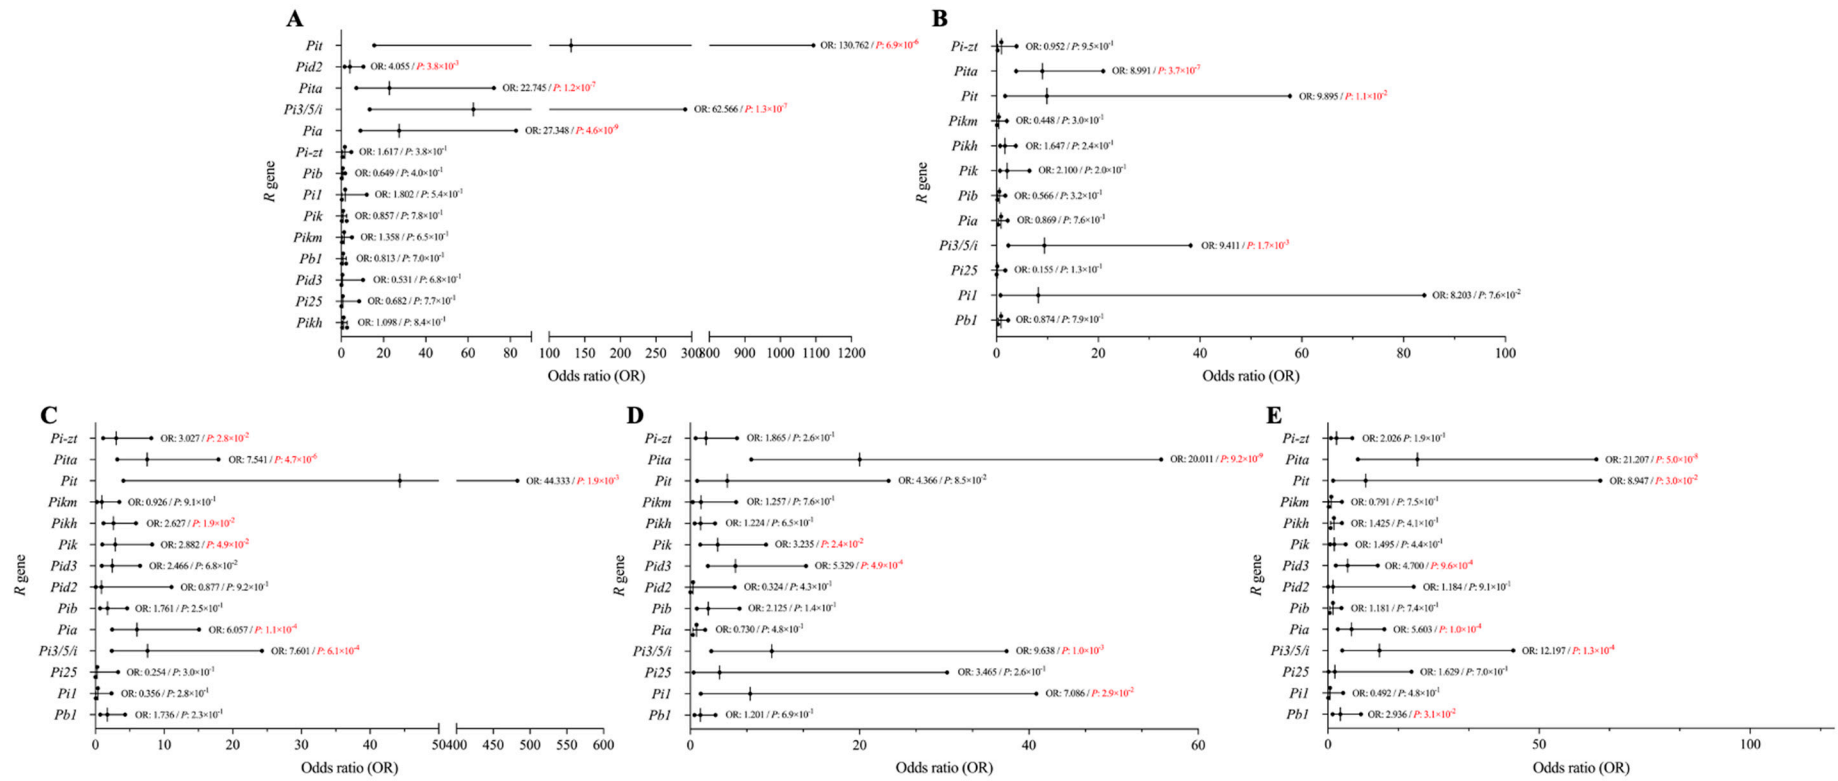 A
R gene
Pit OR: 130.762 / P: 6.9×10⁻⁶
Pid2 OR: 4.055 / P: 3.8×10⁻³
Pita OR: 22.745 / P: 1.2×10⁻⁷
Pi3/5/i OR: 62.566 / P: 1.3×10⁻⁷
Pia OR: 27.348 / P: 4.6×10⁻⁹
Pi-zt OR: 1.617 / P: 3.8×10⁻¹
Pib OR: 0.649 / P: 4.0×10⁻¹
Pi1 OR: 1.802 / P: 5.4×10⁻¹
Pik OR: 0.857 / P: 7.8×10⁻¹
Pikm OR: 1.358 / P: 6.5×10⁻¹
Pb1 OR: 0.813 / P: 7.0×10⁻¹
Pid3 OR: 0.531 / P: 6.8×10⁻¹
Pi25 OR: 0.682 / P: 7.7×10⁻¹
Pikh OR: 1.098 / P: 8.4×10⁻¹
0 20 40 60 80 100 150 200 250 300 800 900 1000 1100 1200
Odds ratio (OR)
B
R gene
Pi-zt OR: 0.952 / P: 9.5×10⁻¹
Pita OR: 8.991 / P: 3.7×10⁻⁷
Pit OR: 9.895 / P: 1.1×10⁻²
Pikm OR: 0.448 / P: 3.0×10⁻¹
Pikh OR: 1.647 / P: 2.4×10⁻¹
Pik OR: 2.100 / P: 2.0×10⁻¹
Pib OR: 0.566 / P: 3.2×10⁻¹
Pia OR: 0.869 / P: 7.6×10⁻¹
Pi3/5/i OR: 9.411 / P: 1.7×10⁻³
Pi25 OR: 0.155 / P: 1.3×10⁻¹
Pi1 OR: 8.203 / P: 7.6×10⁻²
Pb1 OR: 0.874 / P: 7.9×10⁻¹
0 20 40 60 80 100
Odds ratio (OR)
C
R gene
Pi-zt OR: 3.027 / P: 2.8×10⁻²
Pita OR: 7.541 / P: 4.7×10⁻⁶
Pit OR: 44.333 / P: 1.9×10⁻³
Pikm OR: 0.926 / P: 9.1×10⁻¹
Pikh OR: 2.627 / P: 1.9×10⁻²
Pik OR: 2.882 / P: 4.9×10⁻²
Pid3 OR: 2.466 / P: 6.8×10⁻²
Pid2 OR: 0.877 / P: 9.2×10⁻¹
Pib OR: 1.761 / P: 2.5×10⁻¹
Pia OR: 6.057 / P: 1.1×10⁻⁴
Pi3/5/i OR: 7.601 / P: 6.1×10⁻⁴
Pi25 OR: 0.254 / P: 3.0×10⁻¹
Pi1 OR: 0.356 / P: 2.8×10⁻¹
Pb1 OR: 1.736 / P: 2.3×10⁻¹
0 10 20 30 40 50 400 450 500 550 600
Odds ratio (OR)
D
R gene
Pi-zt OR: 1.865 / P: 2.6×10⁻¹
Pita OR: 20.011 / P: 9.2×10⁻⁹
Pit OR: 4.366 / P: 8.5×10⁻²
Pikm OR: 1.257 / P: 7.6×10⁻¹
Pikh OR: 1.224 / P: 6.5×10⁻¹
Pik OR: 3.235 / P: 2.4×10⁻²
Pid3 OR: 5.329 / P: 4.9×10⁻⁴
Pid2 OR: 0.324 / P: 4.3×10⁻¹
Pib OR: 2.125 / P: 1.4×10⁻¹
Pia OR: 0.730 / P: 4.8×10⁻¹
Pi3/5/i OR: 9.638 / P: 1.0×10⁻³
Pi25 OR: 3.465 / P: 2.6×10⁻¹
Pi1 OR: 7.086 / P: 2.9×10⁻²
Pb1 OR: 1.201 / P: 6.9×10⁻¹
0 20 40 60
Odds ratio (OR)
E
R gene
Pi-zt OR: 2.026 P: 1.9×10⁻¹
Pita OR: 21.207 / P: 5.0×10⁻⁸
Pit OR: 8.947 / P: 3.0×10⁻²
Pikm OR: 0.791 / P: 7.5×10⁻¹
Pikh OR: 1.425 / P: 4.1×10⁻¹
Pik OR: 1.495 / P: 4.4×10⁻¹
Pid3 OR: 4.700 / P: 9.6×10⁻⁴
Pid2 OR: 1.184 / P: 9.1×10⁻¹
Pib OR: 1.181 / P: 7.4×10⁻¹
Pia OR: 5.603 / P: 1.0×10⁻⁴
Pi3/5/i OR: 12.197 / P: 1.3×10⁻⁴
Pi25 OR: 1.629 / P: 7.0×10⁻¹
Pi1 OR: 0.492 / P: 4.8×10⁻¹
Pb1 OR: 2.936 / P: 3.1×10⁻²
0 50 100
Odds ratio (OR)